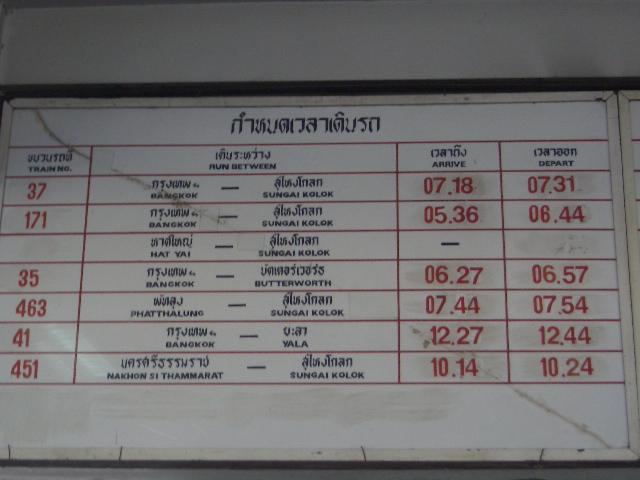 กำหนดเวลาเดินรถ
ขบวนรถที่ เดินระหว่าง เวลาถึง เวลาออก
TRAIN NO. RUN BETWEEN ARRIVE DEPART
37 กรุงเทพฯ — สุไหงโกลก 07.18 07.31
BANGKOK SUNGAI KOLOK
171 กรุงเทพฯ — สุไหงโกลก 05.36 06.44
BANGKOK SUNGAI KOLOK
หาดใหญ่ — สุไหงโกลก —
HAT YAI SUNGAI KOLOK
35 กรุงเทพฯ — บัตเตอร์เวอร์ธ 06.27 06.57
BANGKOK BUTTERWORTH
463 พัทลุง — สุไหงโกลก 07.44 07.54
PHATTHALUNG SUNGAI KOLOK
41 กรุงเทพฯ — ยะลา 12.27 12.44
BANGKOK YALA
451 นครศรีธรรมราช — สุไหงโกลก 10.14 10.24
NAKHON SI THAMMARAT SUNGAI KOLOK